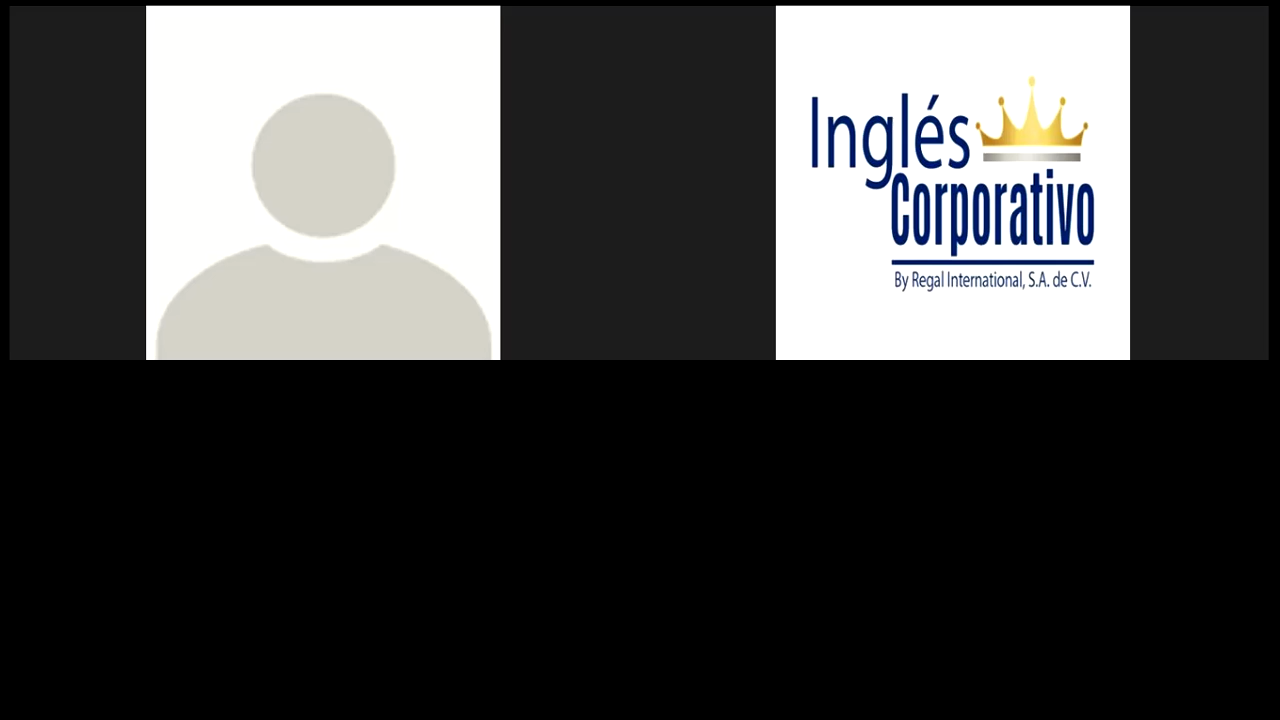 Inglés
Corporativo
By Regal International, S.A. de C.V.